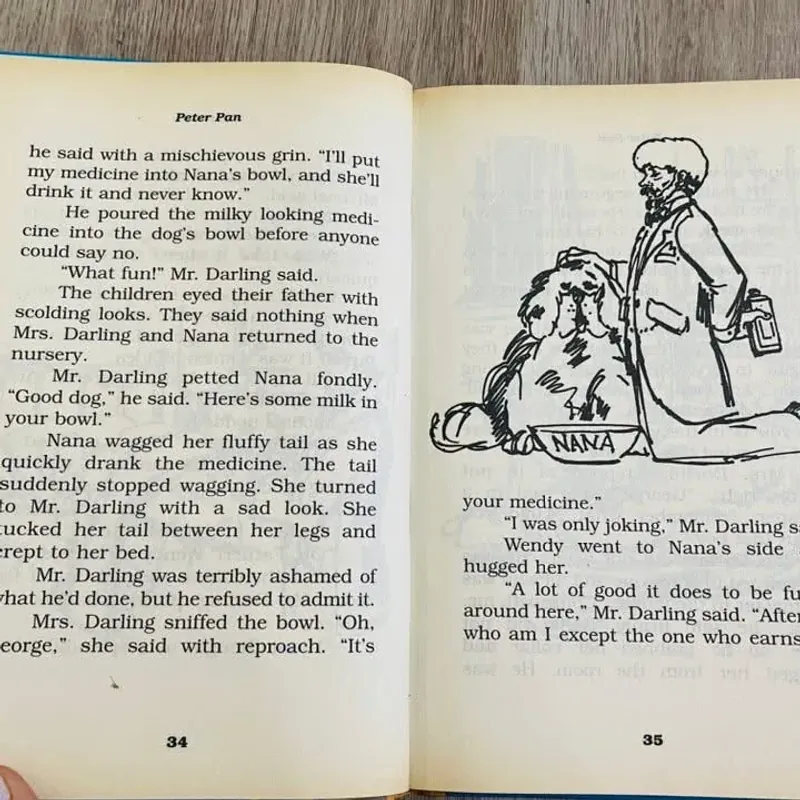 Peter Pan
he said with a mischievous grin. “I’ll put
my medicine into Nana’s bowl, and she’ll
drink it and never know.”
He poured the milky looking medi-
cine into the dog’s bowl before anyone
could say no.
“What fun!” Mr. Darling said.
The children eyed their father with
scolding looks. They said nothing when
Mrs. Darling and Nana returned to the
nursery.
Mr. Darling petted Nana fondly.
“Good dog,” he said. “Here’s some milk in
your bowl.”
Nana wagged her fluffy tail as she
quickly drank the medicine. The tail
suddenly stopped wagging. She turned
to Mr. Darling with a sad look. She
tucked her tail between her legs and
crept to her bed.
Mr. Darling was terribly ashamed of
what he’d done, but he refused to admit it.
Mrs. Darling sniffed the bowl. “Oh,
eorge,” she said with reproach. “It’s
34
NANA
your medicine.”
“I was only joking,” Mr. Darling sa
Wendy went to Nana’s side
hugged her.
“A lot of good it does to be fu
around here,” Mr. Darling said. “After
who am I except the one who earns
35